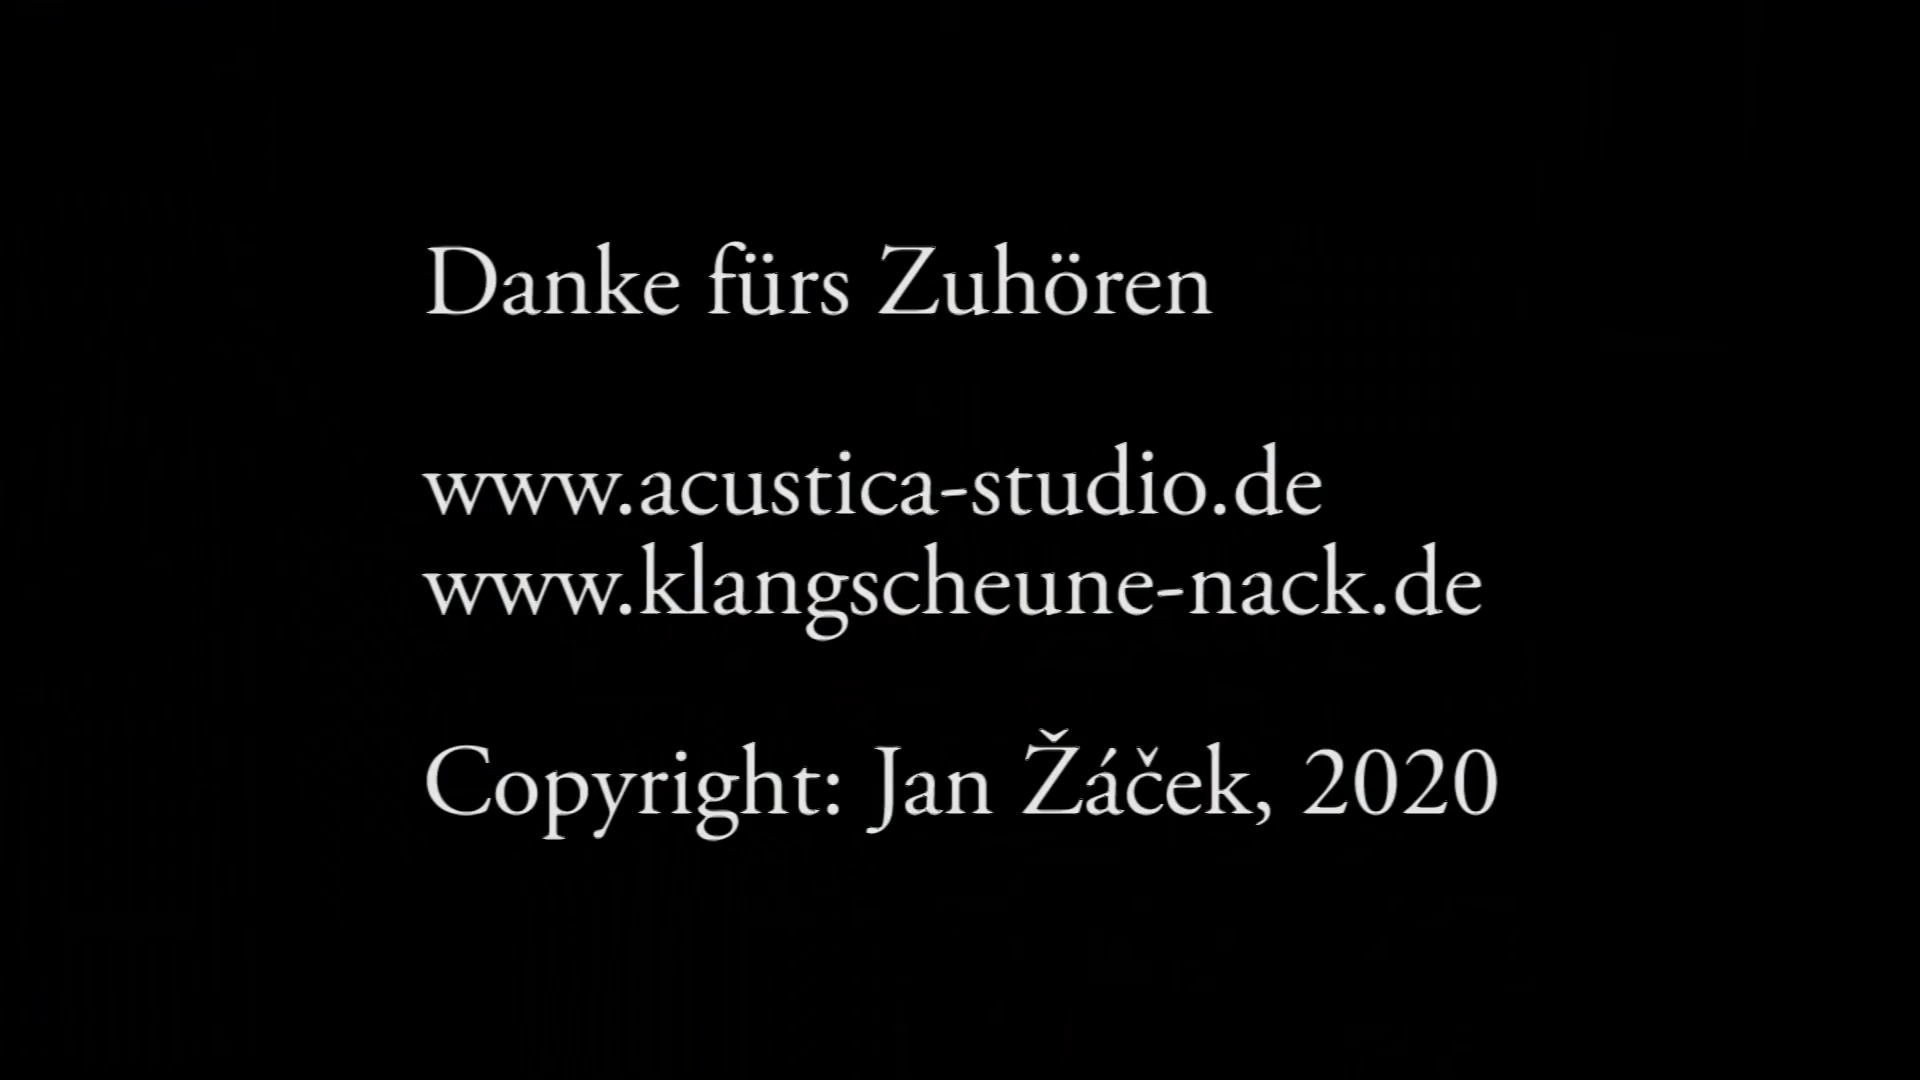 Danke fürs Zuhören
www.acustica-studio.de
www.klangscheune-nack.de
Copyright: Jan Žáček, 2020